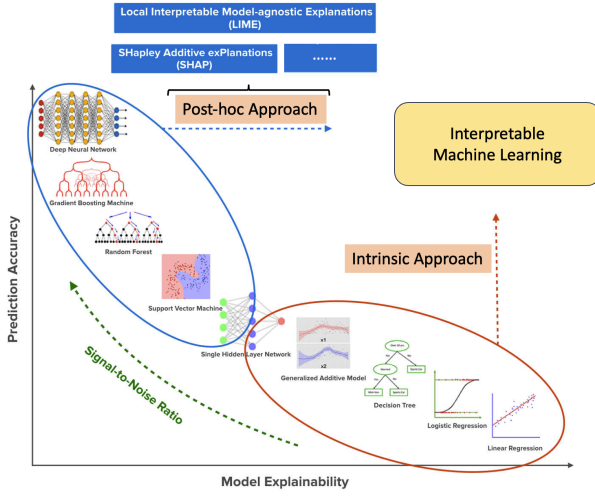 Local Interpretable Model-agnostic Explanations
(LIME)
SHapley Additive exPlanations
(SHAP)
......
Post-hoc Approach
Interpretable
Machine Learning
Deep Neural Network
Gradient Boosting Machine
Random Forest
Intrinsic Approach
Support Vector Machine
Single Hidden Layer Network
x1
x2
Generalized Additive Model
Decision Tree
Logistic Regression
Linear Regression
Signal-to-Noise Ratio
Prediction Accuracy
Model Explainability